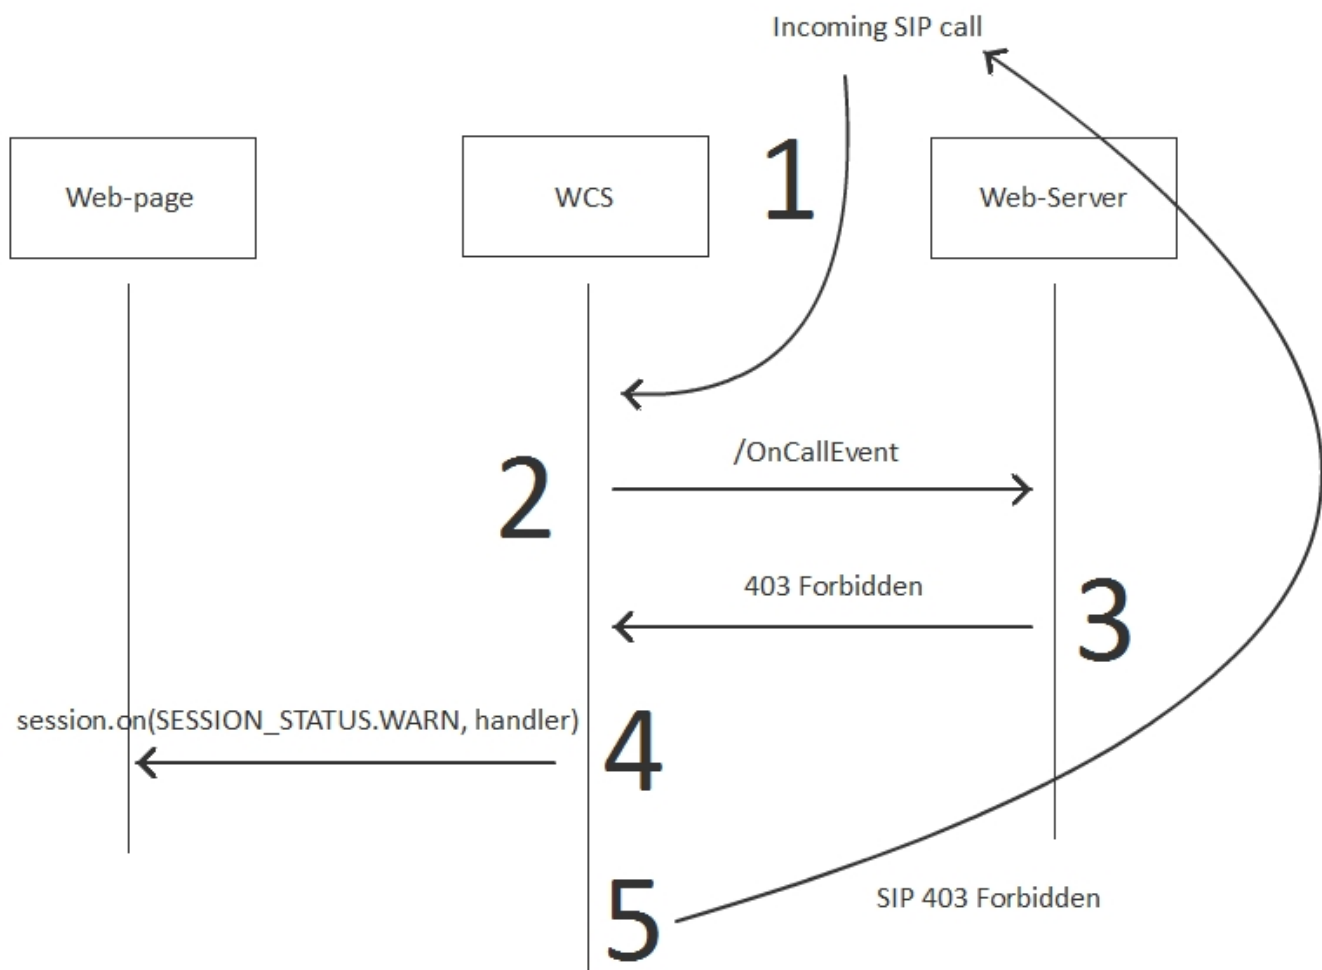 Incoming SIP call
Web-page
WCS
1
Web-Server
/OnCallEvent
2
403 Forbidden
3
session.on(SESSION_STATUS.WARN, handler)
4
5
SIP 403 Forbidden